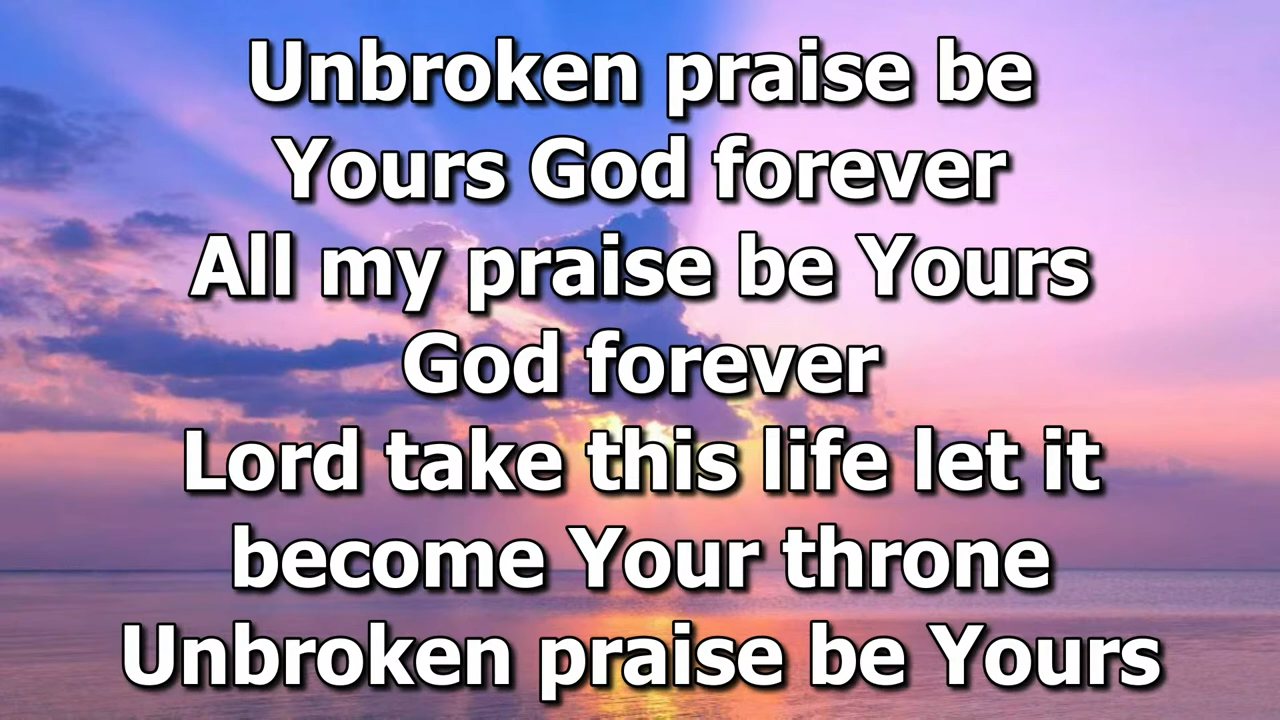 Unbroken praise be
Yours God forever
All my praise be Yours
God forever
Lord take this life let it
become Your throne
Unbroken praise be Yours